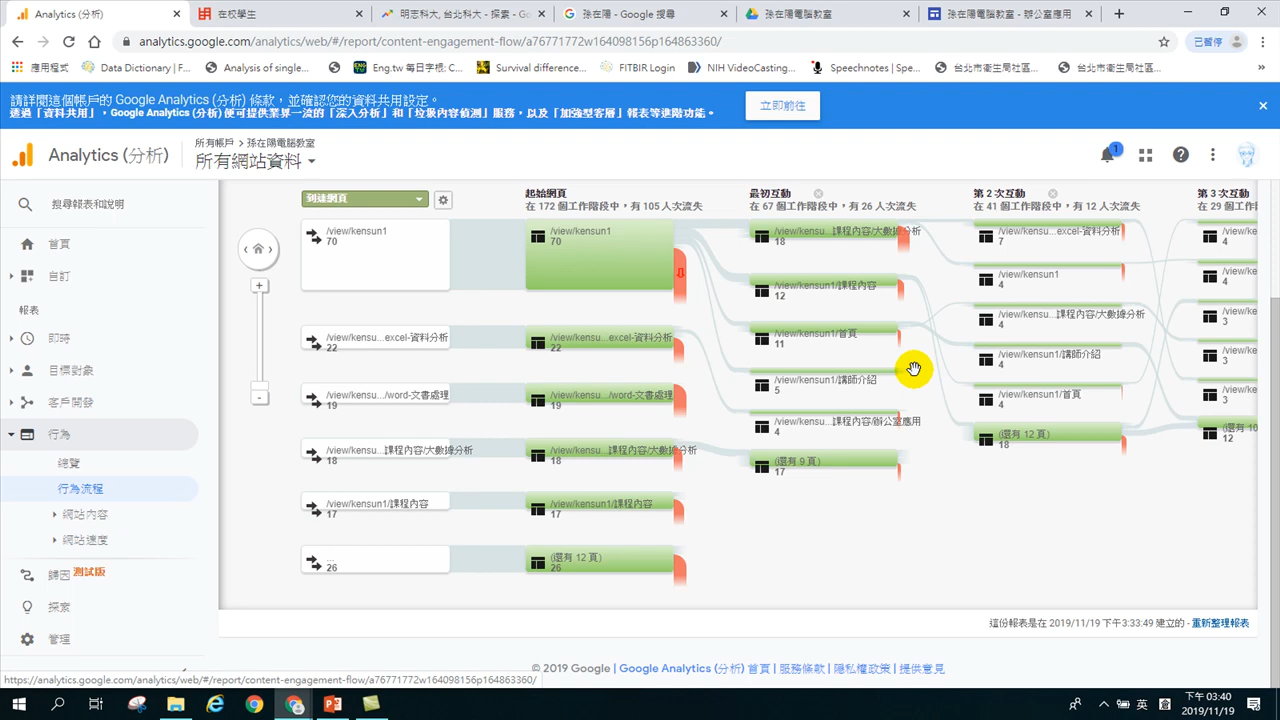 Analytics (分析)
在校學生
明志科大, 台北科大 - 探索 - Go
孫在陽 - Google 搜尋
孫在陽電腦教室
孫在陽電腦教室 - 辦公室應用
analytics.google.com/analytics/web/#/report/content-engagement-flow/a76771772w164098156p164863360/
已暫停
應用程式
Data Dictionary | F...
Analysis of single...
Eng.tw 每日字根: C...
Survival difference...
FITBIR Login
NIH VideoCasting...
Speechnotes | Spe...
台北市衛生局社區...
台北市衛生局社區...
請詳閱這個帳戶的 Google Analytics (分析) 條款，並確認您的資料共用設定。
透過「資料共用」，Google Analytics (分析) 便可提供業界一流的「深入分析」和「垃圾內容偵測」服務，以及「加強型客層」報表等進階功能。
立即前往
Analytics (分析)
所有帳戶 > 孫在陽電腦教室
所有網站資料
1
搜尋報表和說明
首頁
自訂
報表
即時
目標對象
客戶開發
行為
總覽
行為流程
網站內容
網站速度
歸因 測試版
探索
管理
到達網頁
/view/kensun1
70
/view/kensu...excel-資料分析
22
/view/kensu.../word-文書處理
19
/view/kensu...課程內容/大數據分析
18
/view/kensun1/課程內容
17
...
26
起始網頁
在 172 個工作階段中，有 105 人次流失
/view/kensun1
70
/view/kensu...excel-資料分析
22
/view/kensu.../word-文書處理
19
/view/kensu...課程內容/大數據分析
18
/view/kensun1/課程內容
17
(還有 12 頁)
26
最初互動
在 67 個工作階段中，有 26 人次流失
/view/kensu...課程內容/大數據分析
18
/view/kensun1/課程內容
12
/view/kensun1/首頁
11
/view/kensun1/講師介紹
5
/view/kensu...課程內容/辦公室應用
4
(還有 9 頁)
17
第 2 次互動
在 41 個工作階段中，有 12 人次流失
/view/kensu...excel-資料分析
7
/view/kensun1
4
/view/kensu...課程內容/大數據分析
4
/view/kensun1/講師介紹
4
/view/kensun1/首頁
4
(還有 12 頁)
18
第 3 次互動
在 29 個工作階段
/view/k
4
/view/k
4
/view/k
3
/view/k
3
/view/k
3
(還有 10
12
這份報表是在 2019/11/19 下午3:33:49 建立的 - 重新整理報表
© 2019 Google | Google Analytics (分析) 首頁 | 服務條款 | 隱私權政策 | 提供意見
https://analytics.google.com/analytics/web/#/report/content-engagement-flow/a76771772w164098156p164863360/
英
下午 03:40
2019/11/19